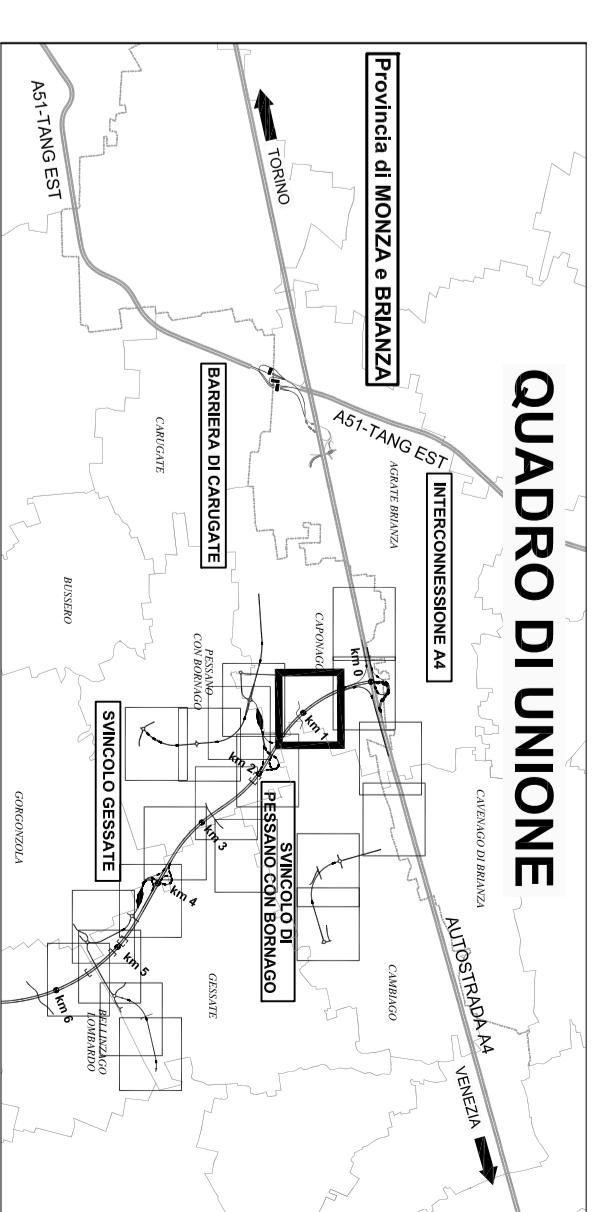 QUADRO DI UNIONE
Provincia di MONZA e BRIANZA
A51-TANG EST
TORINO
A51-TANG EST
INTERCONNESSIONE A4
AGRATE BRIANZA
BARRIERA DI CARUGATE
CARUGATE
BUSSERO
CAPONAGO
PESSANO
CON BORNAGO
km 0
km 1
km 2
km 3
km 4
km 5
km 6
SVINCOLO DI
PESSANO CON BORNAGO
SVINCOLO GESSATE
CAVENAGO DI BRIANZA
CAMBIAGO
GESSATE
GORGONZOLA
BELLINZAGO
LOMBARDO
AUTOSTRADA A4
VENEZIA